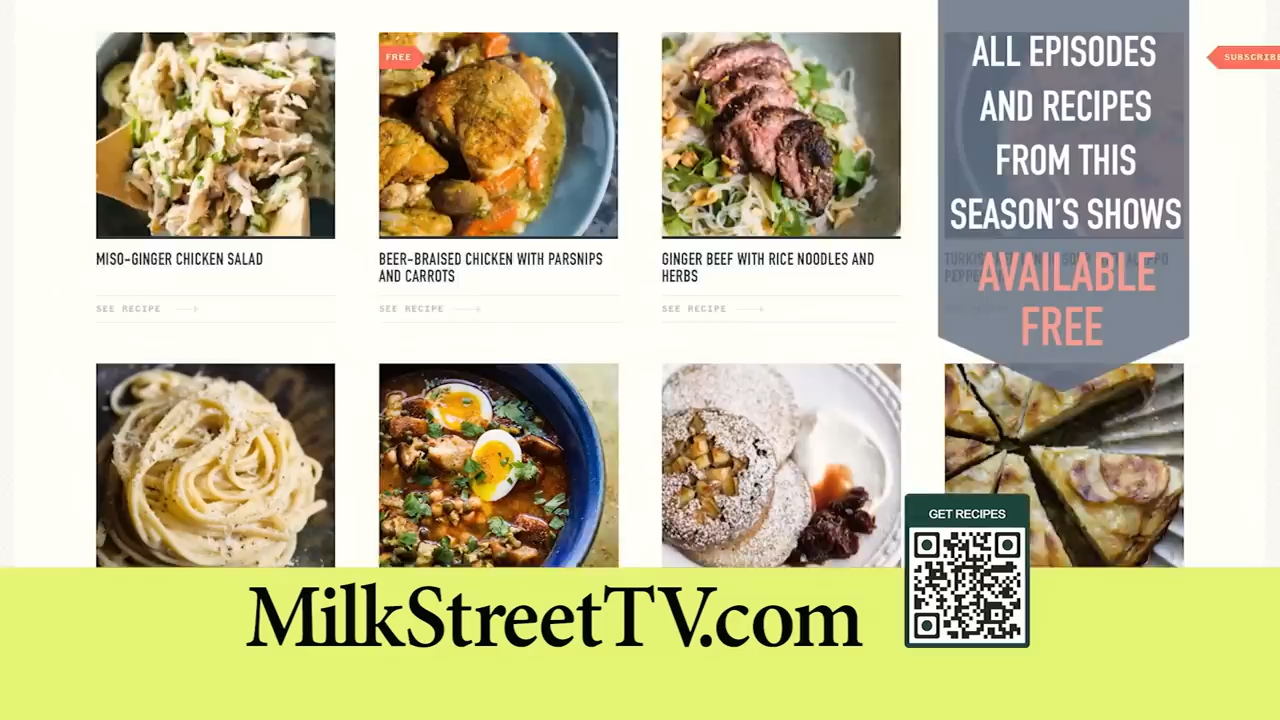 FREE
SUBSCRIBE
ALL EPISODES
AND RECIPES
FROM THIS
SEASON'S SHOWS
AVAILABLE
FREE
MISO-GINGER CHICKEN SALAD
SEE RECIPE
BEER-BRAISED CHICKEN WITH PARSNIPS
AND CARROTS
SEE RECIPE
GINGER BEEF WITH RICE NOODLES AND
HERBS
SEE RECIPE
GET RECIPES
MilkStreetTV.com